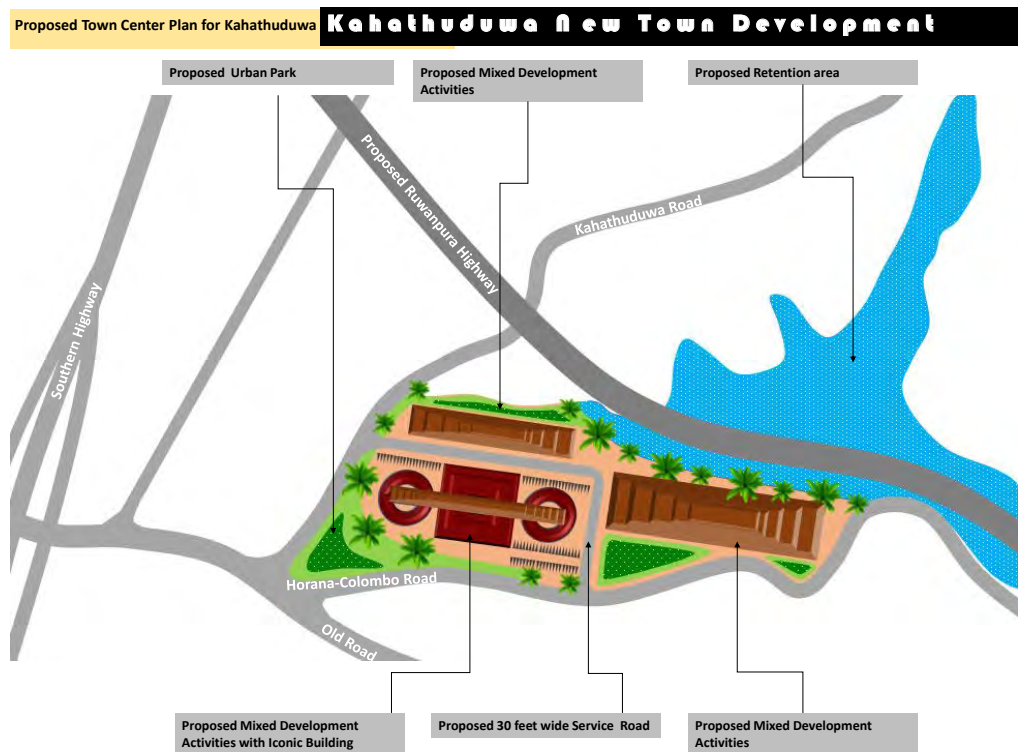 Proposed Town Center Plan for Kahathuduwa
Kahathuduwa New Town Development
Proposed Urban Park
Proposed Mixed Development
Activities
Proposed Retention area
Proposed Ruwanpura Highway
Kahathuduwa Road
Southern Highway
Horana-Colombo Road
Old Road
Proposed Mixed Development
Activities with Iconic Building
Proposed 30 feet wide Service Road
Proposed Mixed Development
Activities